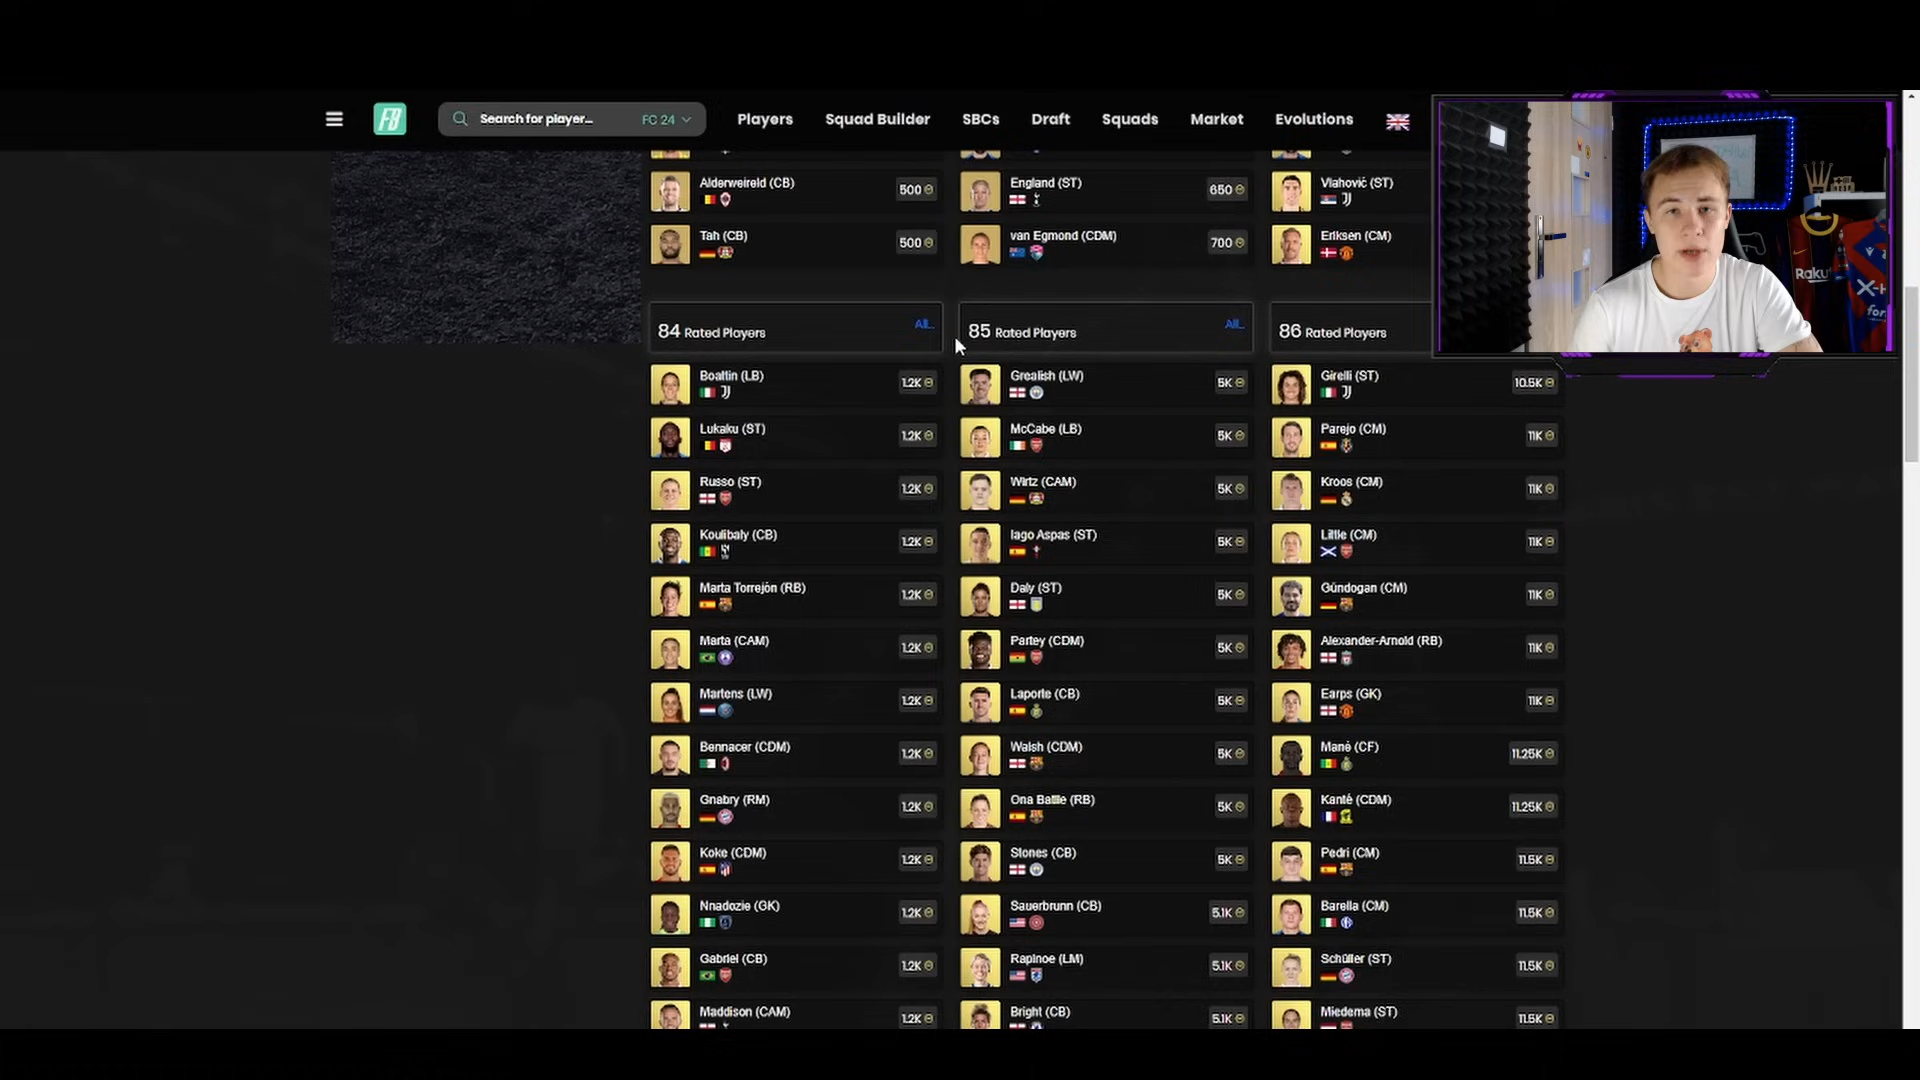 FB
Search for player...
FC 24
Players
Squad Builder
SBCs
Draft
Squads
Market
Evolutions
Alderweireld (CB)
500
England (ST)
650
Vlahović (ST)
Tah (CB)
500
van Egmond (CDM)
700
Eriksen (CM)
84 Rated Players
All...
85 Rated Players
All...
86 Rated Players
Boattin (LB)
1.2K
Grealish (LW)
5K
Girelli (ST)
10.5K
Lukaku (ST)
1.2K
McCabe (LB)
5K
Parejo (CM)
11K
Russo (ST)
1.2K
Wirtz (CAM)
5K
Kroos (CM)
11K
Koulibaly (CB)
1.2K
Iago Aspas (ST)
5K
Little (CM)
11K
Marta Torrejón (RB)
1.2K
Daly (ST)
5K
Gündogan (CM)
11K
Marta (CAM)
1.2K
Partey (CDM)
5K
Alexander-Arnold (RB)
11K
Martens (LW)
1.2K
Laporte (CB)
5K
Earps (GK)
11K
Bennacer (CDM)
1.2K
Walsh (CDM)
5K
Mané (CF)
11.25K
Gnabry (RM)
1.2K
Ona Batlle (RB)
5K
Kanté (CDM)
11.25K
Koke (CDM)
1.2K
Stones (CB)
5K
Pedri (CM)
11.5K
Nnadozie (GK)
1.2K
Sauerbrunn (CB)
5.1K
Barella (CM)
11.5K
Gabriel (CB)
1.2K
Rapinoe (LM)
5.1K
Schüller (ST)
11.5K
Maddison (CAM)
1.2K
Bright (CB)
5.1K
Miedema (ST)
11.5K